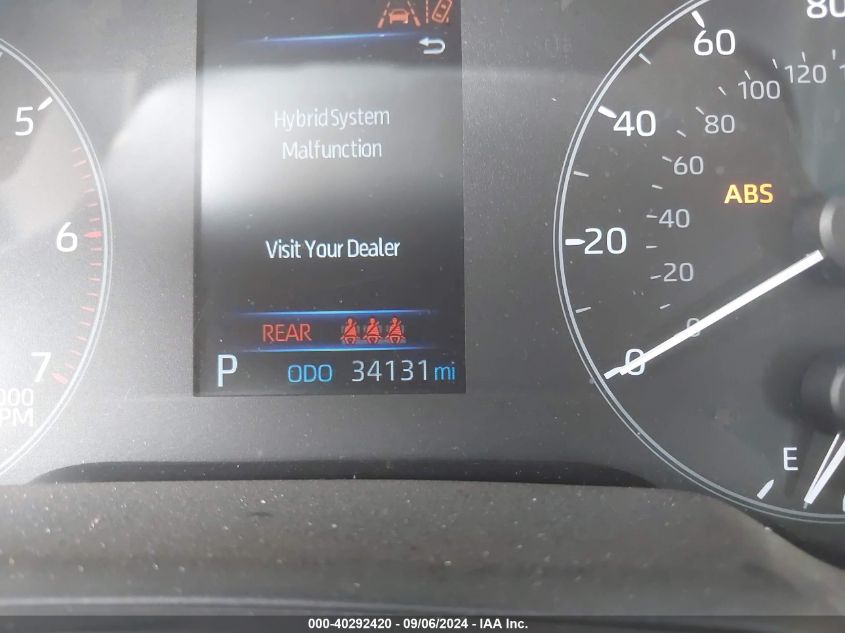 80
60
100
120
5
40
80
Hybrid System
Malfunction
60
ABS
6
20
40
Visit Your Dealer
20
REAR
0
7
P
ODO 34131 mi
0
000
PM
E
000-40292420 - 09/06/2024 - IAA Inc.